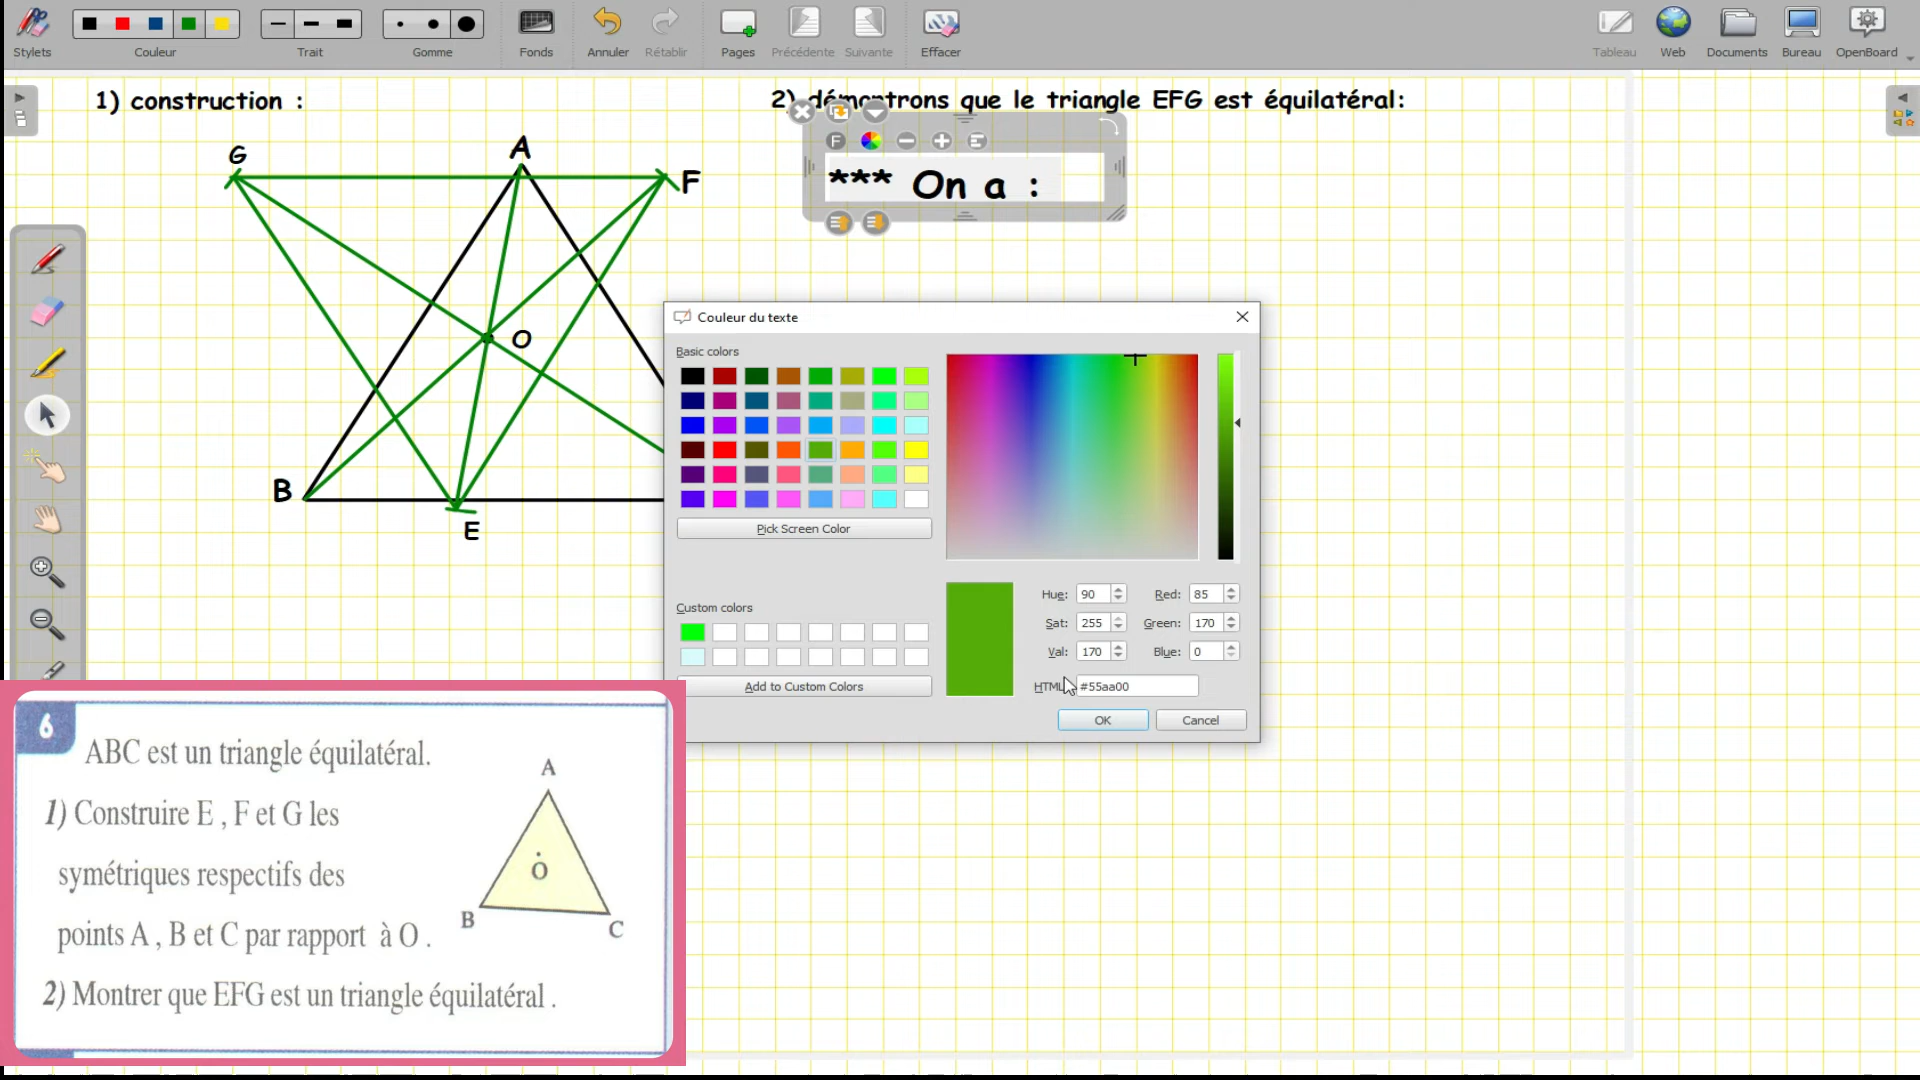 Stylets Couleur Trait Gomme Fonds Annuler Rétablir Pages Précédente Suivante Effacer Tableau Web Documents Bureau OpenBoard
1) construction :
2) démontrons que le triangle EFG est équilatéral:
F
*** On a :
G
A
F
O
B
E
Couleur du texte
Basic colors
Pick Screen Color
Custom colors
Add to Custom Colors
Hue: 90 Red: 85
Sat: 255 Green: 170
Val: 170 Blue: 0
HTML #55aa00
OK Cancel
6
ABC est un triangle équilatéral.
1) Construire E , F et G les
symétriques respectifs des
points A , B et C par rapport à O .
2) Montrer que EFG est un triangle équilatéral .
A
O
B
C